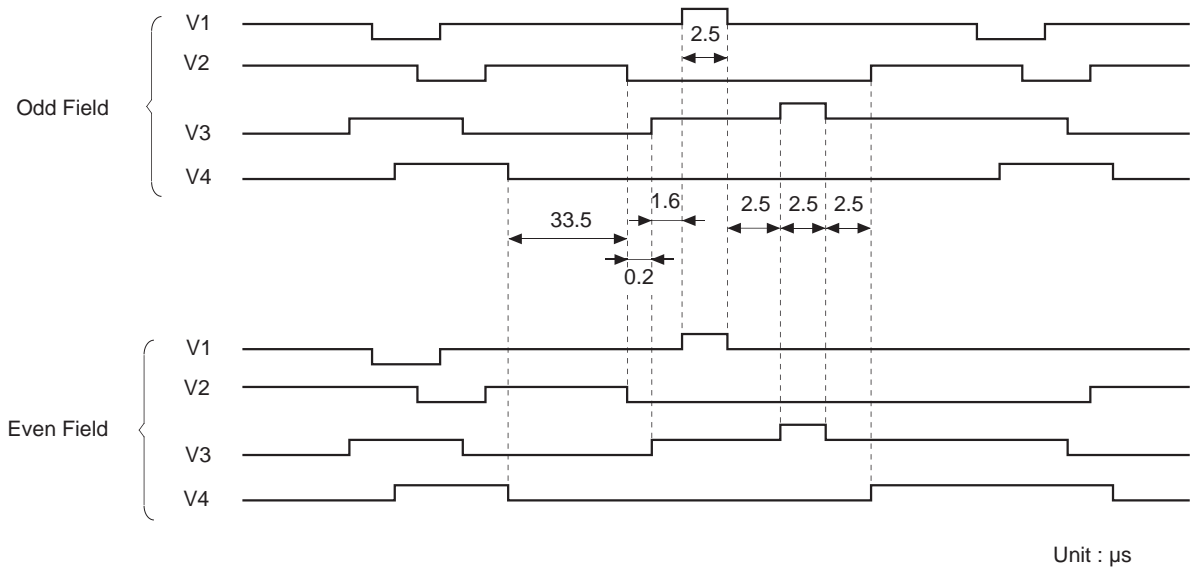 V1
2.5
V2
Odd Field
V3
V4
1.6
2.5 2.5 2.5
33.5
0.2
V1
V2
Even Field
V3
V4
Unit : µs